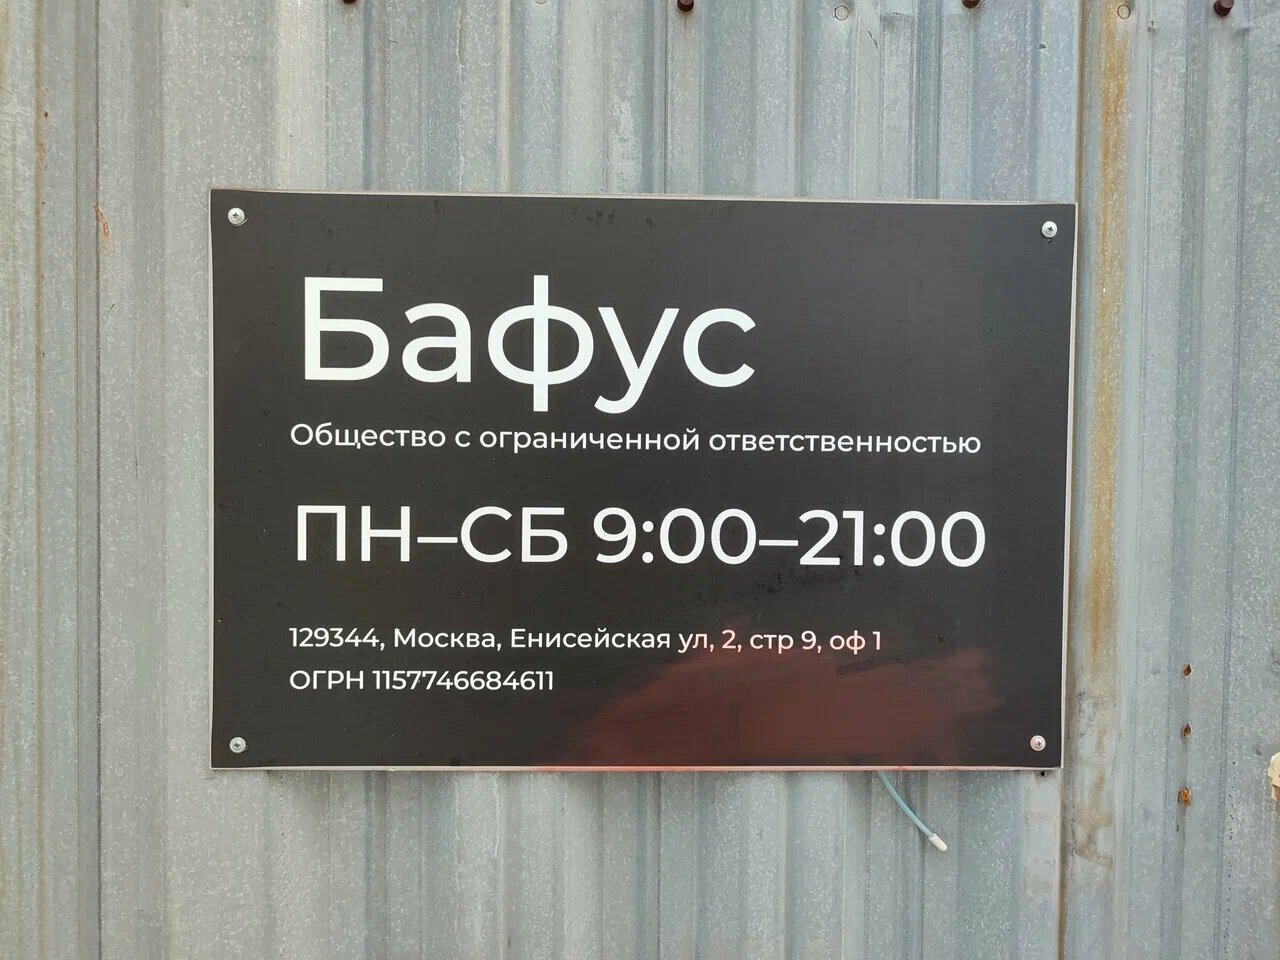 Бафус
Общество с ограниченной ответственностью
ПН–СБ 9:00–21:00
129344, Москва, Енисейская ул, 2, стр 9, оф 1
ОГРН 1157746684611